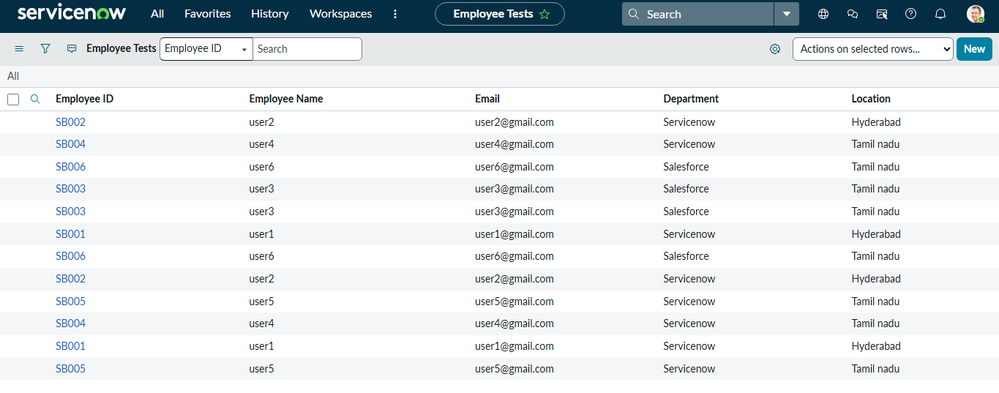 servicenow All Favorites History Workspaces Employee Tests Search
Employee Tests Employee ID Search Actions on selected rows... New
All
Employee ID Employee Name Email Department Location
SB002 user2 user2@gmail.com Servicenow Hyderabad
SB004 user4 user4@gmail.com Servicenow Tamil nadu
SB006 user6 user6@gmail.com Salesforce Tamil nadu
SB003 user3 user3@gmail.com Salesforce Tamil nadu
SB003 user3 user3@gmail.com Salesforce Tamil nadu
SB001 user1 user1@gmail.com Servicenow Hyderabad
SB006 user6 user6@gmail.com Salesforce Tamil nadu
SB002 user2 user2@gmail.com Servicenow Hyderabad
SB005 user5 user5@gmail.com Servicenow Tamil nadu
SB004 user4 user4@gmail.com Servicenow Tamil nadu
SB001 user1 user1@gmail.com Servicenow Hyderabad
SB005 user5 user5@gmail.com Servicenow Tamil nadu